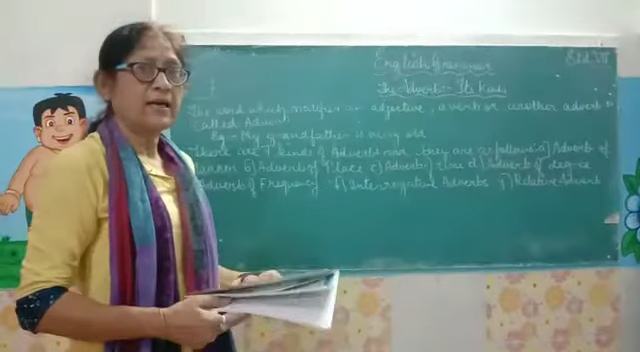 English Grammar
Std VII
The Adverb - Its Kinds
The word which modifies an adjective, a verb or another adverb is
called Adverb
Eg - My grandfather is very old
There are 7 kinds of Adverbs they are as follows a) Adverb of
Manner b) Adverb of Place c) Adverb of Time d) Adverb of degree
Adverb of Frequency f) Interrogative Adverbs g) Relative Adverb